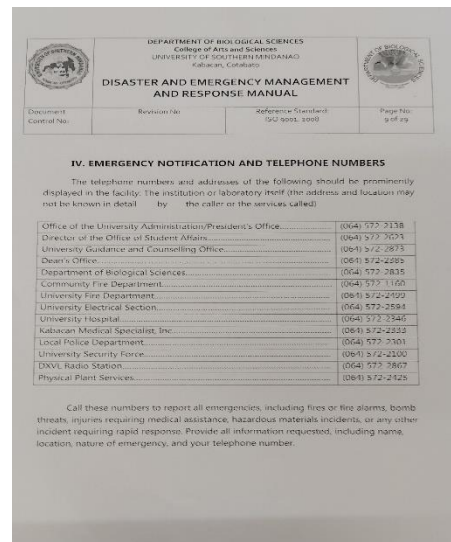 DEPARTMENT OF BIOLOGICAL SCIENCES
College of Arts and Sciences
UNIVERSITY OF SOUTHERN MINDANAO
Kabacan, Cotabato
DISASTER AND EMERGENCY MANAGEMENT
AND RESPONSE MANUAL
Document
Control No:
Revision No
Reference Standard:
ISO 9001, 2008
Page No:
9 of 29
IV. EMERGENCY NOTIFICATION AND TELEPHONE NUMBERS
The telephone numbers and addresses of the following should be prominently
displayed in the facility: The institution or laboratory itself (the address and location may
not be known in detail by the caller or the services called)
Office of the University Administration/President's Office (064) 572-2138
Director of the Office of Student Affairs (064) 572-2623
University Guidance and Counselling Office (064) 572-2873
Dean's Office (064) 572-2385
Department of Biological Sciences (064) 572-2835
Community Fire Department (064) 572-1160
University Fire Department (064) 572-2499
University Electrical Section (064) 572-2594
University Hospital (064) 572-2346
Kabacan Medical Specialist, Inc (064) 572-2333
Local Police Department (064) 572-2301
University Security Force (064) 572-2100
DXVL Radio Station (064) 572-2867
Physical Plant Services (064) 572-2425
Call these numbers to report all emergencies, including fires or fire alarms, bomb
threats, injuries requiring medical assistance, hazardous materials incidents, or any other
incident requiring rapid response. Provide all information requested, including name,
location, nature of emergency, and your telephone number.